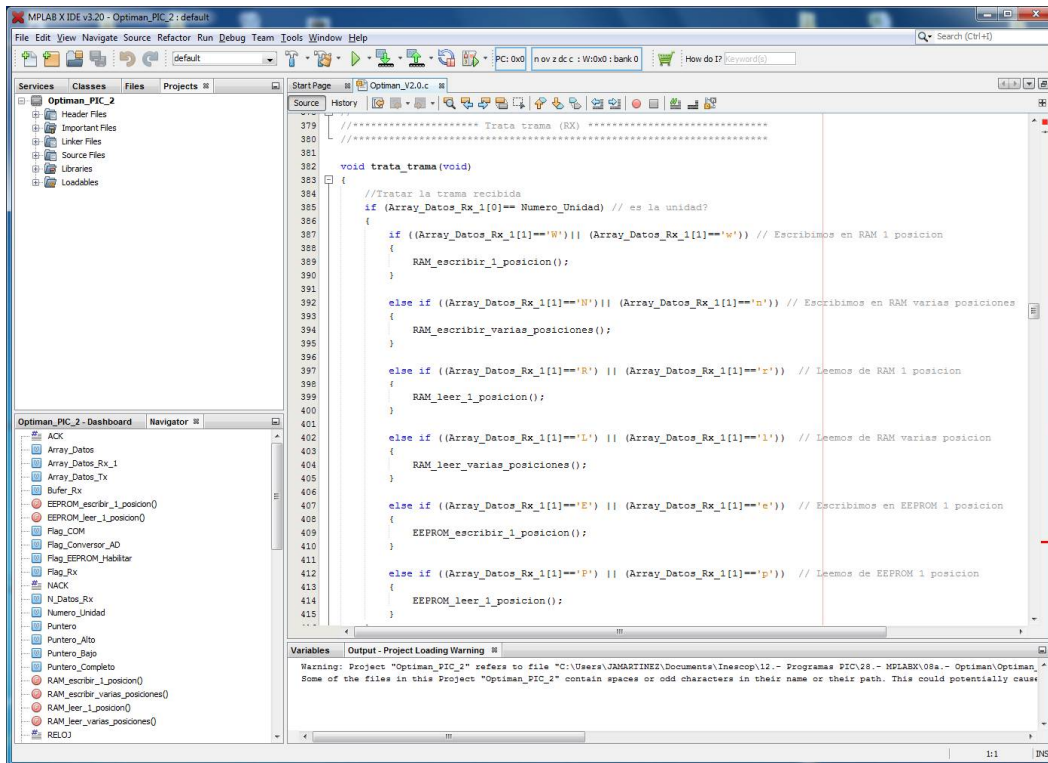 MPLAB X IDE v3.20 - Optiman_PIC_2 : default
File Edit View Navigate Source Refactor Run Debug Team Tools Window Help
Search (Ctrl+I)
default
PC: 0x0 n ov z dc c : W:0x0 : bank 0 How do I? Keyword(s)
Services Classes Files Projects
Optiman_PIC_2
Header Files
Important Files
Linker Files
Source Files
Libraries
Loadables
Optiman_PIC_2 - Dashboard Navigator
ACK
Array_Datos
Array_Datos_Rx_1
Array_Datos_Tx
Bufer_Rx
EEPROM_escribir_1_posicion()
EEPROM_leer_1_posicion()
Flag_COM
Flag_Conversor_AD
Flag_EEPROM_Habilitar
Flag_Rx
NACK
N_Datos_Rx
Numero_Unidad
Puntero
Puntero_Alto
Puntero_Bajo
Puntero_Completo
RAM_escribir_1_posicion()
RAM_escribir_varias_posiciones()
RAM_leer_1_posicion()
RAM_leer_varias_posiciones()
RELOJ
Start Page Optiman_V2.0.c
Source History
379 //********************* Trata trama (RX) ******************************
380 //**********************************************************************
381
382 void trata_trama(void)
383 {
384 //Tratar la trama recibida
385 if (Array_Datos_Rx_1[0]== Numero_Unidad) // es la unidad?
386 {
387 if ((Array_Datos_Rx_1[1]=='W')|| (Array_Datos_Rx_1[1]=='w')) // Escribimos en RAM 1 posicion
388 {
389 RAM_escribir_1_posicion();
390 }
391
392 else if ((Array_Datos_Rx_1[1]=='N')|| (Array_Datos_Rx_1[1]=='n')) // Escribimos en RAM varias posiciones
393 {
394 RAM_escribir_varias_posiciones();
395 }
396
397 else if ((Array_Datos_Rx_1[1]=='R') || (Array_Datos_Rx_1[1]=='r')) // Leemos de RAM 1 posicion
398 {
399 RAM_leer_1_posicion();
400 }
401
402 else if ((Array_Datos_Rx_1[1]=='L') || (Array_Datos_Rx_1[1]=='l')) // Leemos de RAM varias posicion
403 {
404 RAM_leer_varias_posiciones();
405 }
406
407 else if ((Array_Datos_Rx_1[1]=='E') || (Array_Datos_Rx_1[1]=='e')) // Escribimos en EEPROM 1 posicion
408 {
409 EEPROM_escribir_1_posicion();
410 }
411
412 else if ((Array_Datos_Rx_1[1]=='P') || (Array_Datos_Rx_1[1]=='p')) // Leemos de EEPROM 1 posicion
413 {
414 EEPROM_leer_1_posicion();
415 }
Variables Output - Project Loading Warning
Warning: Project "Optiman_PIC_2" refers to file "C:\Users\JAMARTINEZ\Documents\Inescop\12.- Programas PIC\28.- MPLABX\08a.- Optiman\Optiman_
Some of the files in this Project "Optiman_PIC_2" contain spaces or odd characters in their name or their path. This could potentially cause
1:1 INS